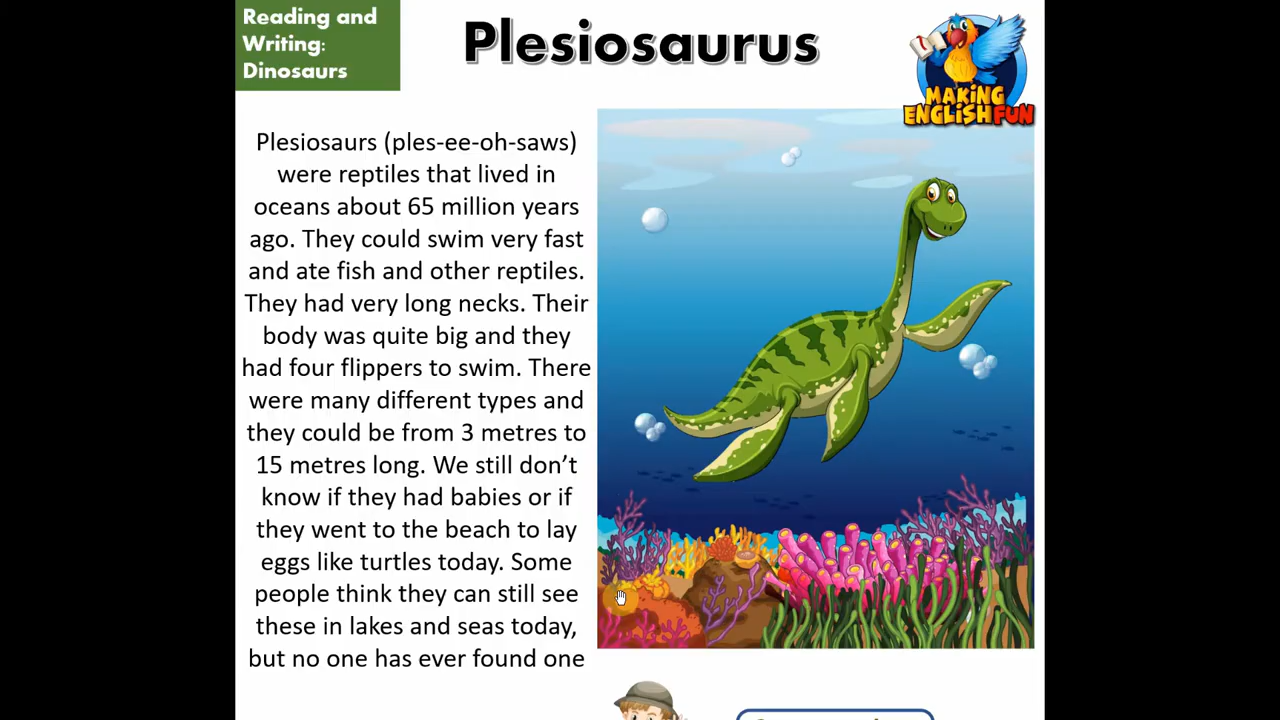 Reading and
Writing:
Dinosaurs
Plesiosaurus
MAKING
ENGLISH FUN
Plesiosaurs (ples-ee-oh-saws)
were reptiles that lived in
oceans about 65 million years
ago. They could swim very fast
and ate fish and other reptiles.
They had very long necks. Their
body was quite big and they
had four flippers to swim. There
were many different types and
they could be from 3 metres to
15 metres long. We still don’t
know if they had babies or if
they went to the beach to lay
eggs like turtles today. Some
people think they can still see
these in lakes and seas today,
but no one has ever found one